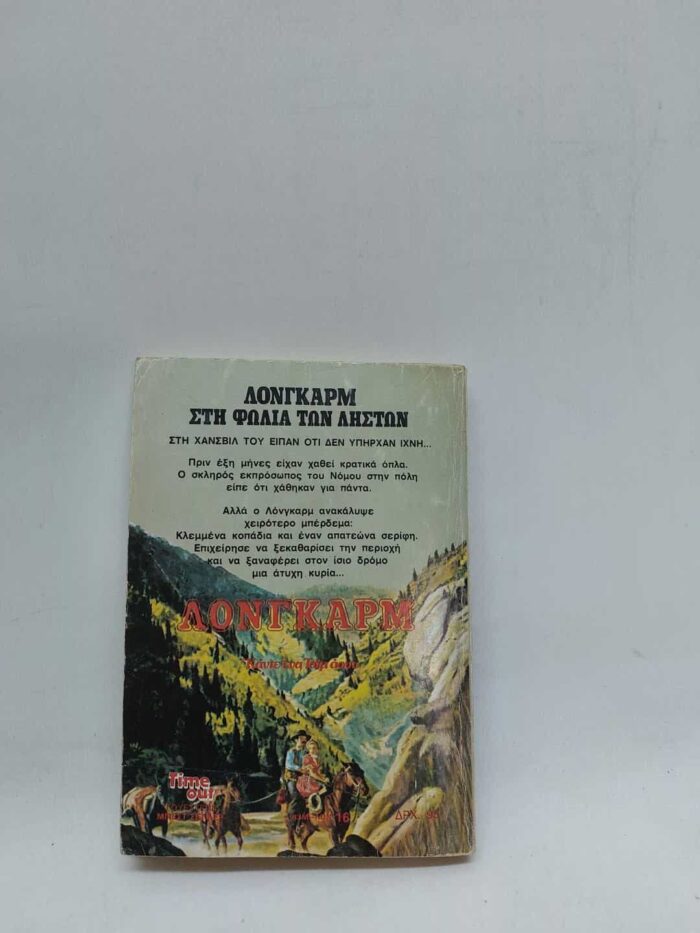 ΛΟΝΓΚΑΡΜ
ΣΤΗ ΦΩΛΙΑ ΤΩΝ ΛΗΣΤΩΝ
ΣΤΗ ΧΑΝΣΒΙΛ ΤΟΥ ΕΙΠΑΝ ΟΤΙ ΔΕΝ ΥΠΗΡΧΑΝ ΙΧΝΗ...
Πριν έξη μήνες είχαν χαθεί κρατικά όπλα.
Ο σκληρός εκπρόσωπος του Νόμου στην πόλη
είπε ότι χάθηκαν για πάντα.
Αλλά ο Λόνγκαρμ ανακάλυψε
χειρότερο μπέρδεμα:
Κλεμμένα κοπάδια και έναν απατεώνα σερίφη.
Επιχείρησε να ξεκαθαρίσει την περιοχή
και να ξαναφέρει στον ίσιο δρόμο
μια άτυχη κυρία...
ΛΟΝΓΚΑΡΜ
Κάντε ένα
Time
out
16
ΔΡΧ.